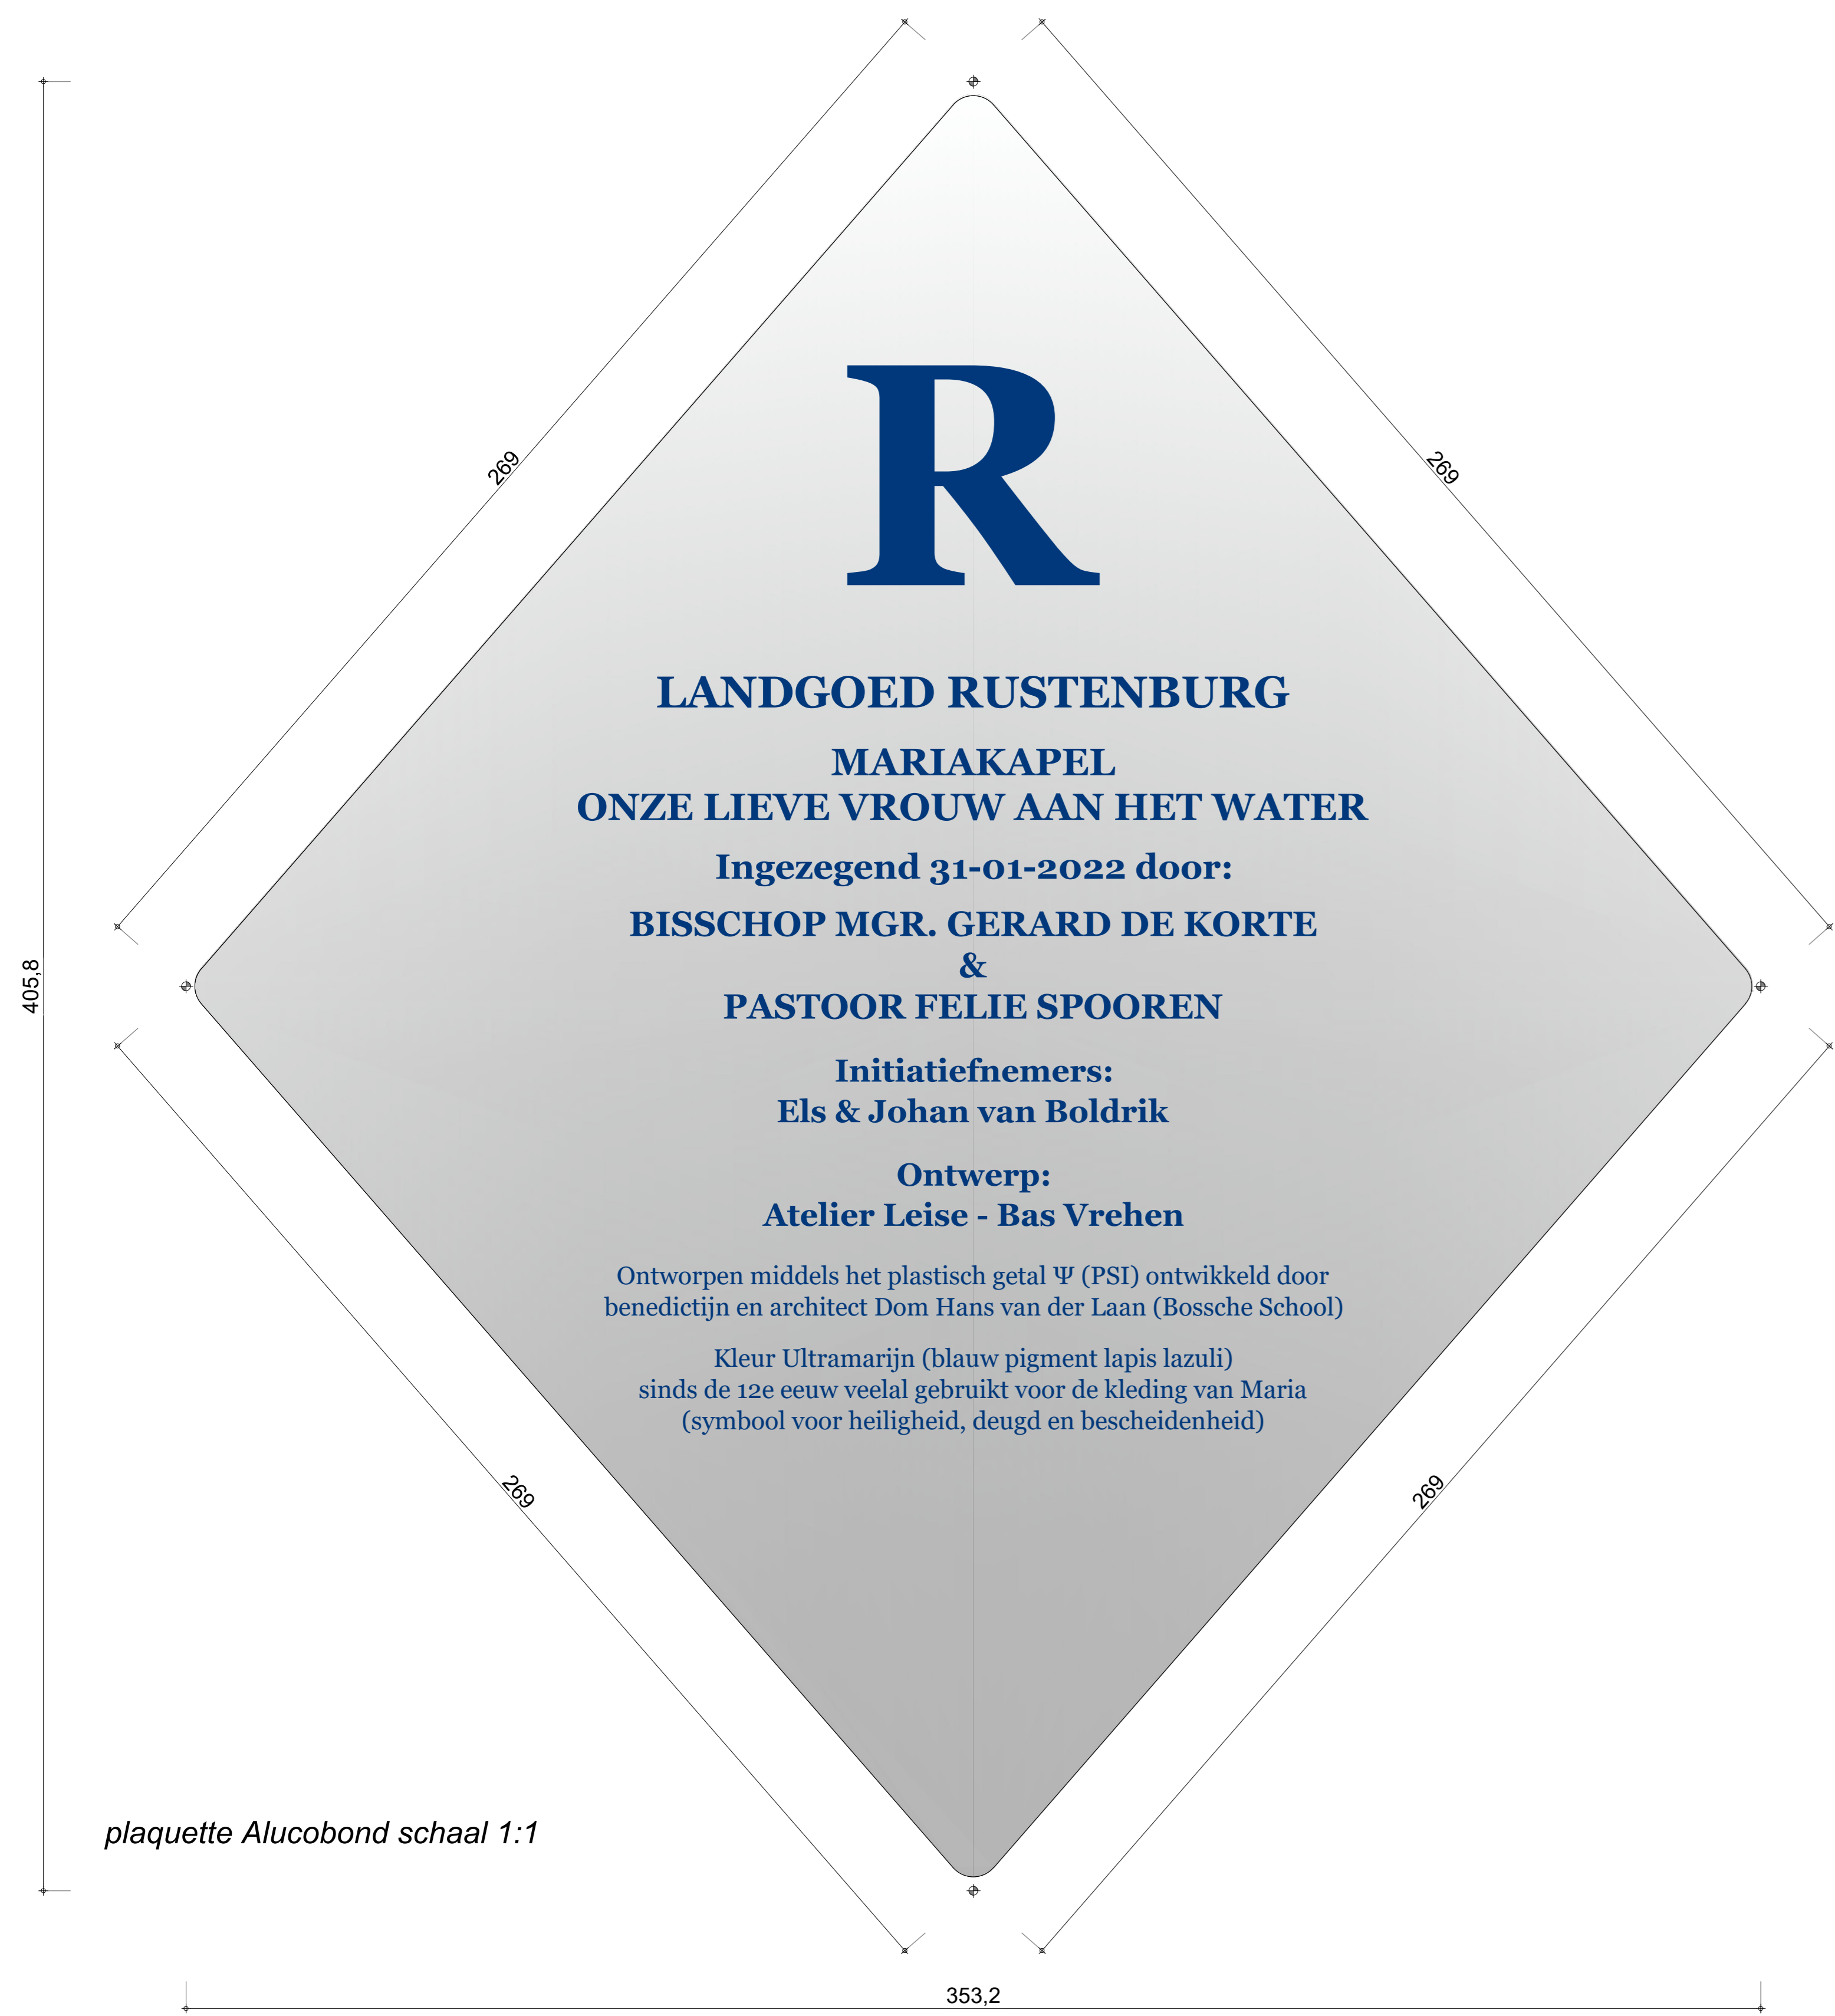 269
269
R
LANDGOED RUSTENBURG
MARIAKAPEL
ONZE LIEVE VROUW AAN HET WATER
Ingezegend 31-01-2022 door:
BISSCHOP MGR. GERARD DE KORTE
&
PASTOOR FELIE SPOOREN
405,8
Initiatiefnemers:
Els & Johan van Boldrik
Ontwerp:
Atelier Leise - Bas Vrehen
Ontworpen middels het plastisch getal Ψ (PSI) ontwikkeld door
benedictijn en architect Dom Hans van der Laan (Bossche School)
Kleur Ultramarijn (blauw pigment lapis lazuli)
sinds de 12e eeuw veelal gebruikt voor de kleding van Maria
(symbool voor heiligheid, deugd en bescheidenheid)
269
269
plaquette Alucobond schaal 1:1
353,2